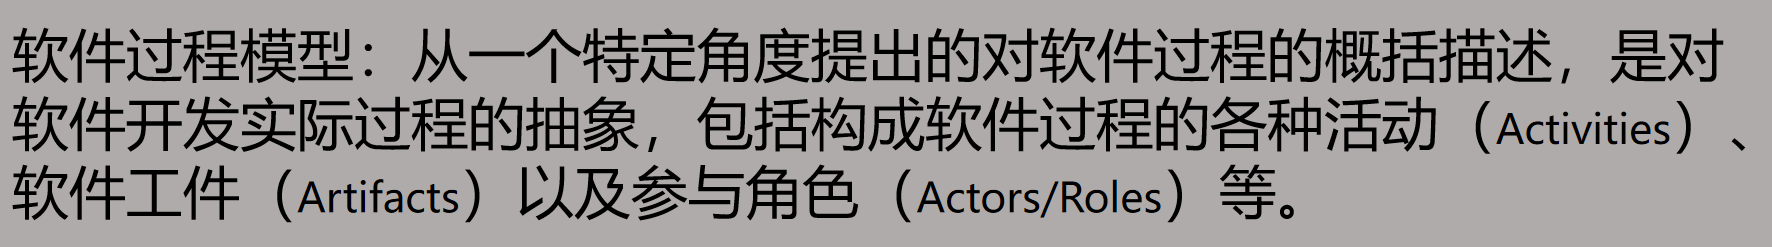 软件过程模型：从一个特定角度提出的对软件过程的概括描述，是对
软件开发实际过程的抽象，包括构成软件过程的各种活动（Activities）、
软件工件（Artifacts）以及参与角色（Actors/Roles）等。